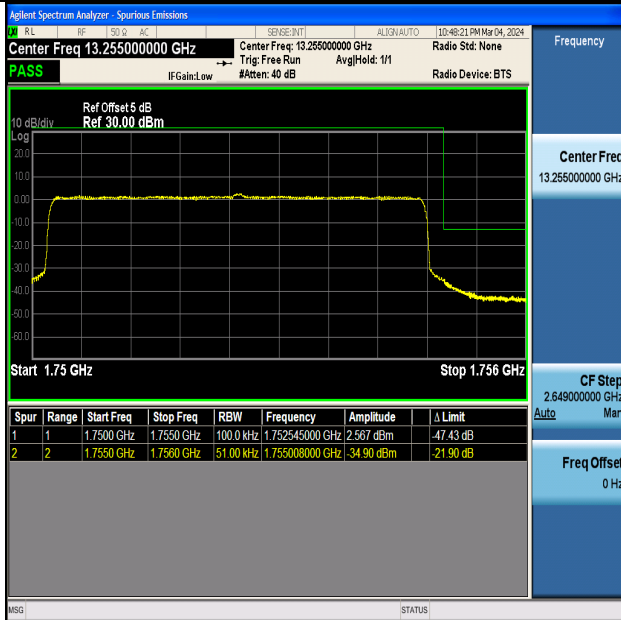 Agilent Spectrum Analyzer - Spurious Emissions
LXI RL RF 50 Ω AC SENSE:INT ALIGN AUTO 10:48:21 PM Mar 04, 2024
Center Freq 13.255000000 GHz
Center Freq: 13.255000000 GHz
Radio Std: None
Trig: Free Run
Avg|Hold: 1/1
PASS
IFGain:Low
#Atten: 40 dB
Radio Device: BTS
Ref Offset 5 dB
10 dB/div
Ref 30.00 dBm
Log
20.0
10.0
0.00
-10.0
-20.0
-30.0
-40.0
-50.0
-60.0
Start 1.75 GHz
Stop 1.756 GHz
Spur Range Start Freq Stop Freq RBW Frequency Amplitude Δ Limit
1 1 1.7500 GHz 1.7550 GHz 100.0 kHz 1.752545000 GHz 2.567 dBm -47.43 dB
2 2 1.7550 GHz 1.7560 GHz 51.00 kHz 1.755008000 GHz -34.90 dBm -21.90 dB
MSG
STATUS
Frequency
Center Freq
13.255000000 GHz
CF Step
2.649000000 GHz
Auto Man
Freq Offset
0 Hz